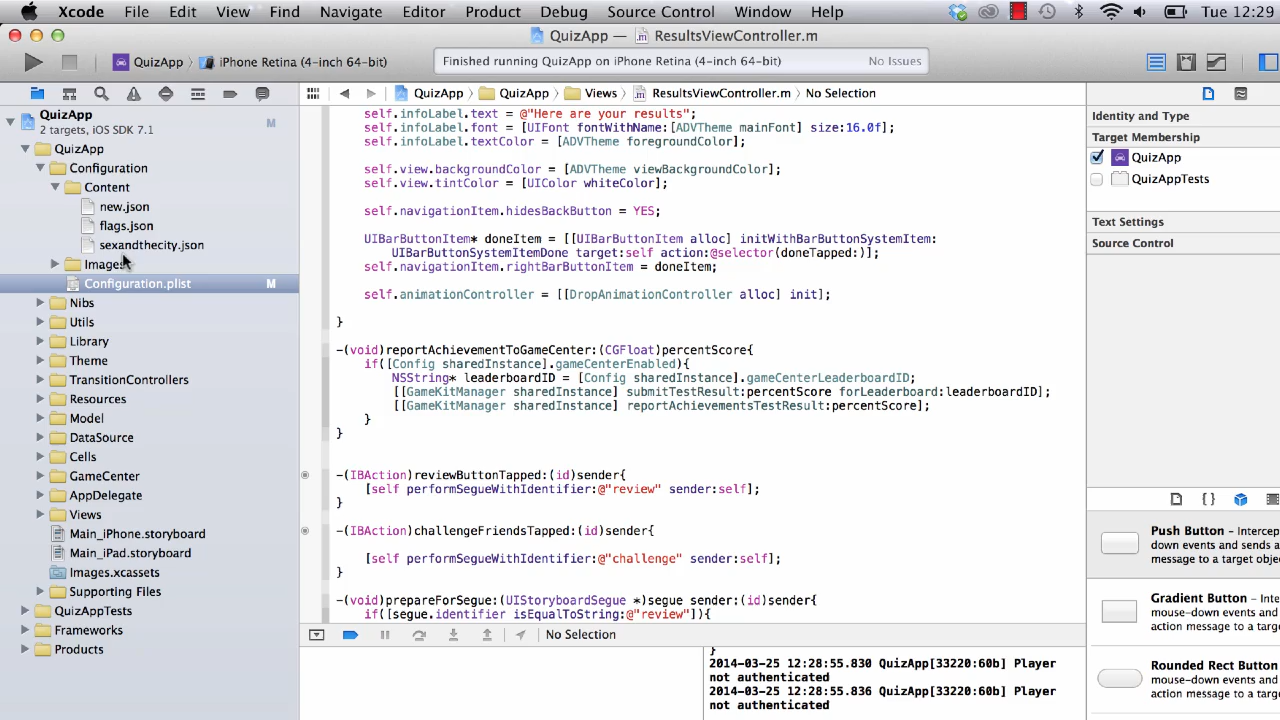 Xcode File Edit View Find Navigate Editor Product Debug Source Control Window Help Tue 12:29
QuizApp — ResultsViewController.m
QuizApp iPhone Retina (4-inch 64-bit)
Finished running QuizApp on iPhone Retina (4-inch 64-bit) No Issues
QuizApp QuizApp Views ResultsViewController.m No Selection
QuizApp M
2 targets, iOS SDK 7.1
QuizApp
Configuration
Content
new.json
flags.json
sexandthecity.json
Images
Configuration.plist M
Nibs
Utils
Library
Theme
TransitionControllers
Resources
Model
DataSource
Cells
GameCenter
AppDelegate
Views
Main_iPhone.storyboard
Main_iPad.storyboard
Images.xcassets
Supporting Files
QuizAppTests
Frameworks
Products
self.infoLabel.text = @"Here are your results";
self.infoLabel.font = [UIFont fontWithName:[ADVTheme mainFont] size:16.0f];
self.infoLabel.textColor = [ADVTheme foregroundColor];
self.view.backgroundColor = [ADVTheme viewBackgroundColor];
self.view.tintColor = [UIColor whiteColor];
self.navigationItem.hidesBackButton = YES;
UIBarButtonItem* doneItem = [[UIBarButtonItem alloc] initWithBarButtonSystemItem:
UIBarButtonSystemItemDone target:self action:@selector(doneTapped:)];
self.navigationItem.rightBarButtonItem = doneItem;
self.animationController = [[DropAnimationController alloc] init];
}
-(void)reportAchievementToGameCenter:(CGFloat)percentScore{
if([Config sharedInstance].gameCenterEnabled){
NSString* leaderboardID = [Config sharedInstance].gameCenterLeaderboardID;
[[GameKitManager sharedInstance] submitTestResult:percentScore forLeaderboard:leaderboardID];
[[GameKitManager sharedInstance] reportAchievementsTestResult:percentScore];
}
}
-(IBAction)reviewButtonTapped:(id)sender{
[self performSegueWithIdentifier:@"review" sender:self];
}
-(IBAction)challengeFriendsTapped:(id)sender{
[self performSegueWithIdentifier:@"challenge" sender:self];
}
-(void)prepareForSegue:(UIStoryboardSegue *)segue sender:(id)sender{
if([segue.identifier isEqualToString:@"review"]){
No Selection
}
2014-03-25 12:28:55.830 QuizApp[33220:60b] Player
not authenticated
2014-03-25 12:28:55.836 QuizApp[33220:60b] Player
not authenticated
Identity and Type
Target Membership
QuizApp
QuizAppTests
Text Settings
Source Control
{ }
Push Button – Intercep
down events and sends a
message to a target obje
Gradient Button – Inte
mouse-down events and
action message to a targ
Rounded Rect Button
mouse-down events and
action message to a targ